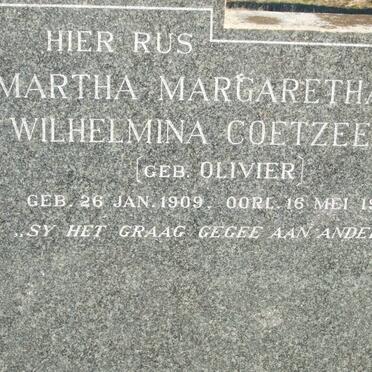 HIER RUS
MARTHA MARGARETHA
WILHELMINA COETZEE
[GEB. OLIVIER]
GEB. 26 JAN. 1909. OORL. 16 MEI
„SY HET GRAAG GEGEE AAN